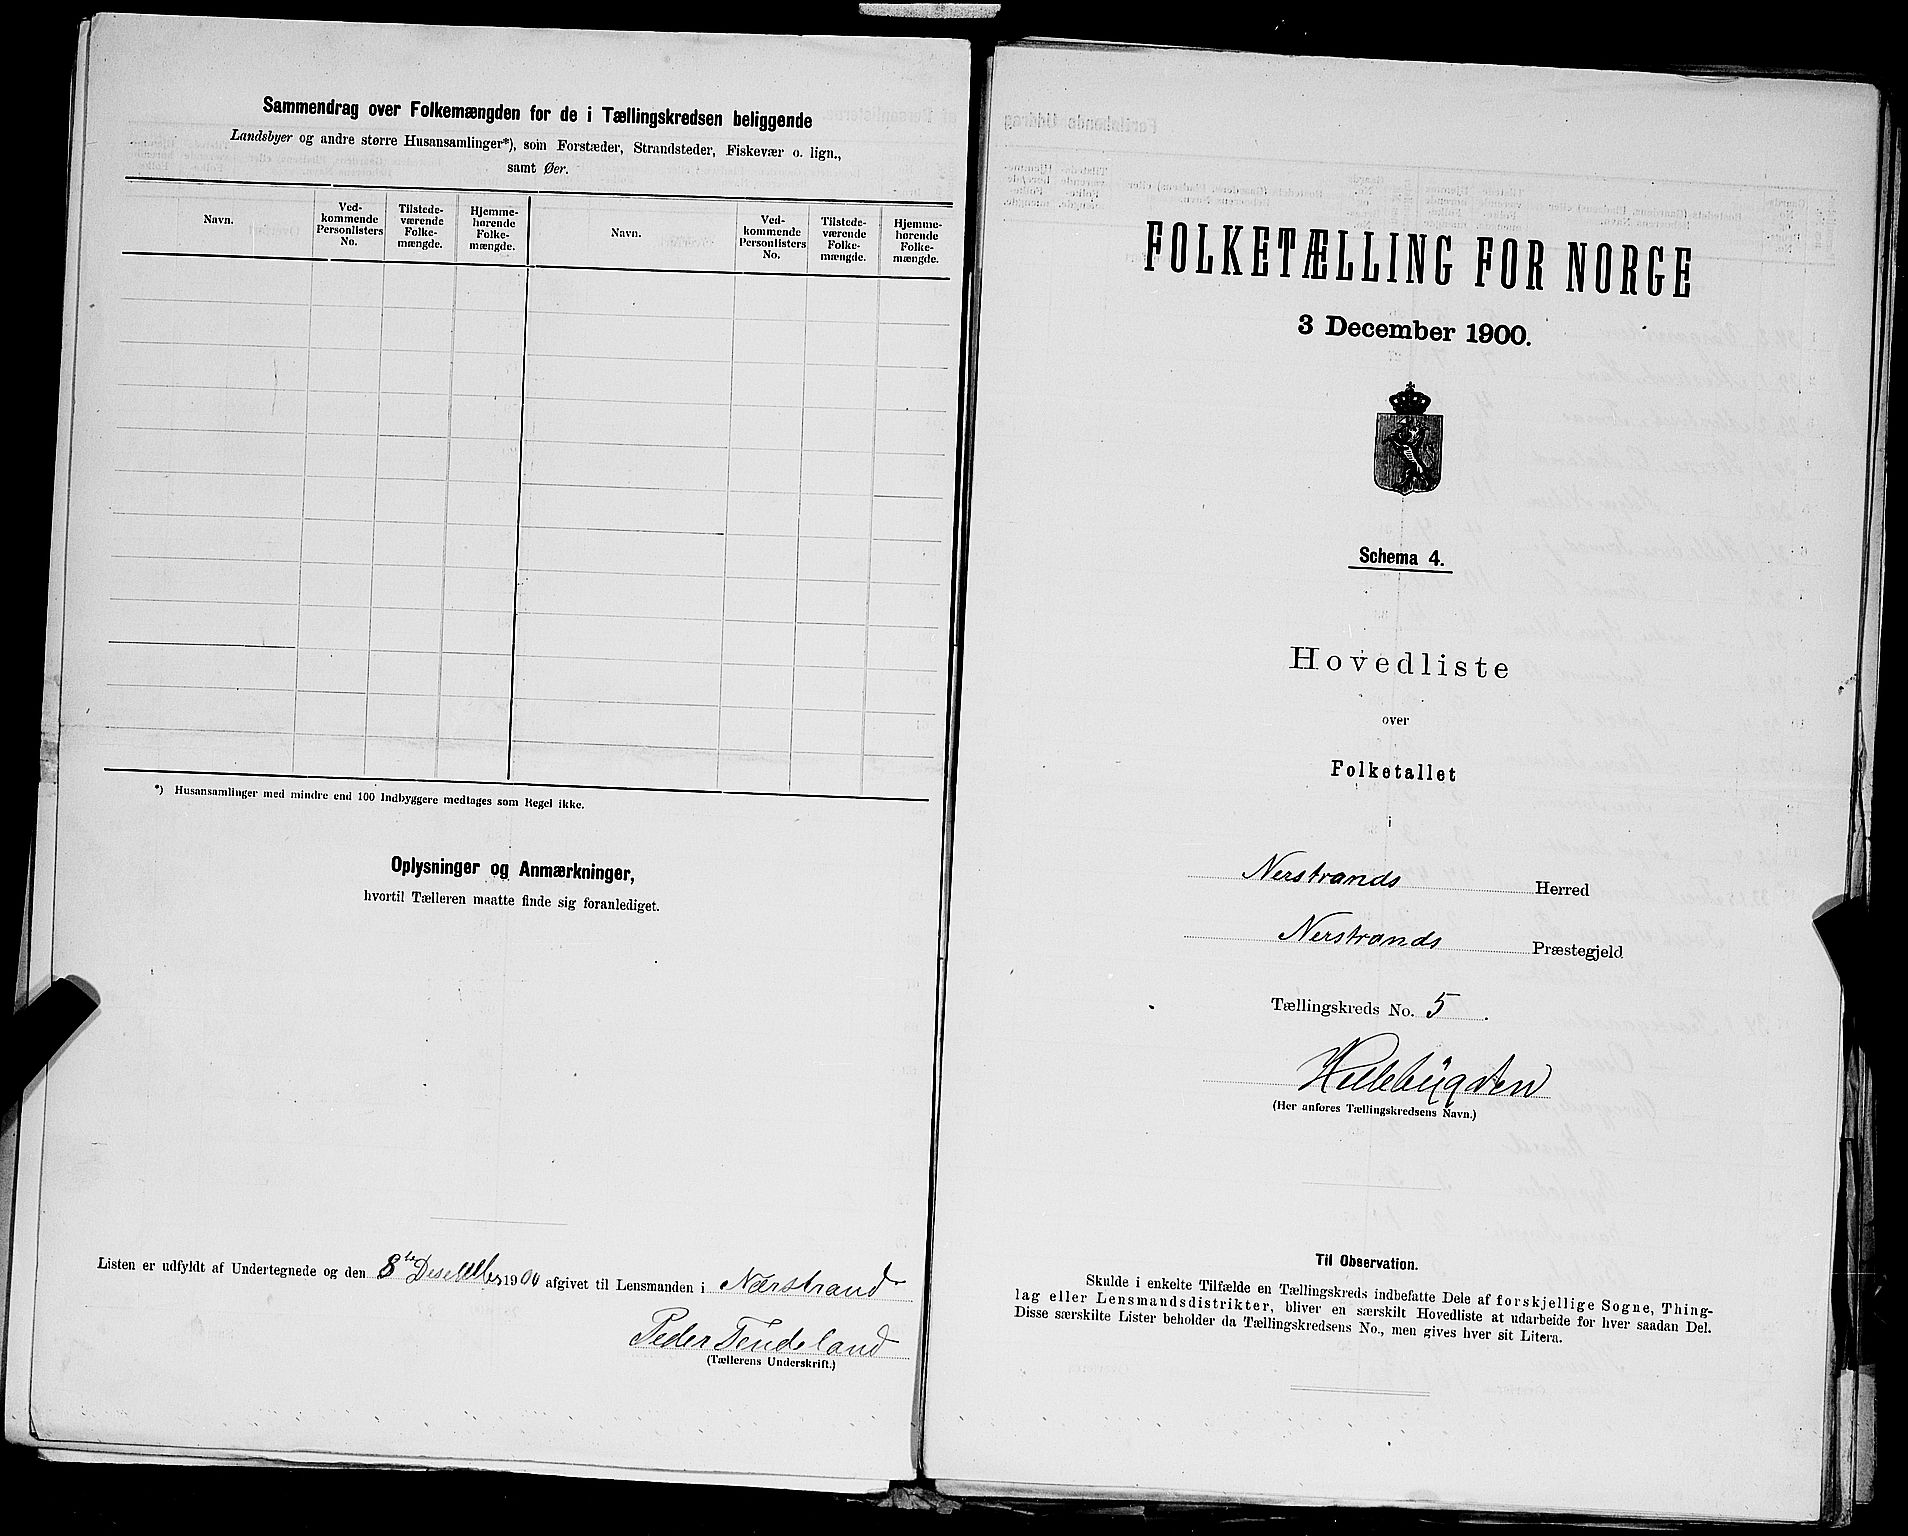 Sammendrag over Folkemængden for de i Tællingskredsen beliggende
Landsbyer og andre større Husansamlinger*), som Forstæder, Strandsteder, Fiskevær o. lign.,
samt Øer.
Navn.
Ved-
kommende
Personlisters
No.
Tilstede-
værende
Folke-
mængde.
Hjemme-
hørende
Folke-
mængde.
Navn.
Ved-
kommende
Personlisters
No.
Tilstede-
værende
Folke-
mængde.
Hjemme-
hørende
Folke-
mængde.
*) Husansamlinger med mindre end 100 Indbyggere medtages som Regel ikke.
Oplysninger og Anmærkninger,
hvortil Tælleren maatte finde sig foranlediget.
Listen er udfyldt af Undertegnede og den 8de 1900 afgivet til Lensmanden i Nærstrand
Peder Tendeland
(Tællerens Underskrift.)
FOLKETÆLLING FOR NORGE
3 December 1900.
Schema 4.
Hovedliste
over
Folketallet
i
Nerstrands Herred
Nerstrands Præstegjeld
Tællingskreds No. 5.
Hellebygden
(Her anføres Tællingskredsens Navn.)
Til Observation.
Skulde i enkelte Tilfælde en Tællingskreds indbefatte Dele af forskjellige Sogne, Thing-
lag eller Lensmandsdistrikter, bliver en særskilt Hovedliste at udarbeide for hver saadan Del.
Disse særskilte Lister beholder da Tællingskredsens No., men gives hver sit Litera.